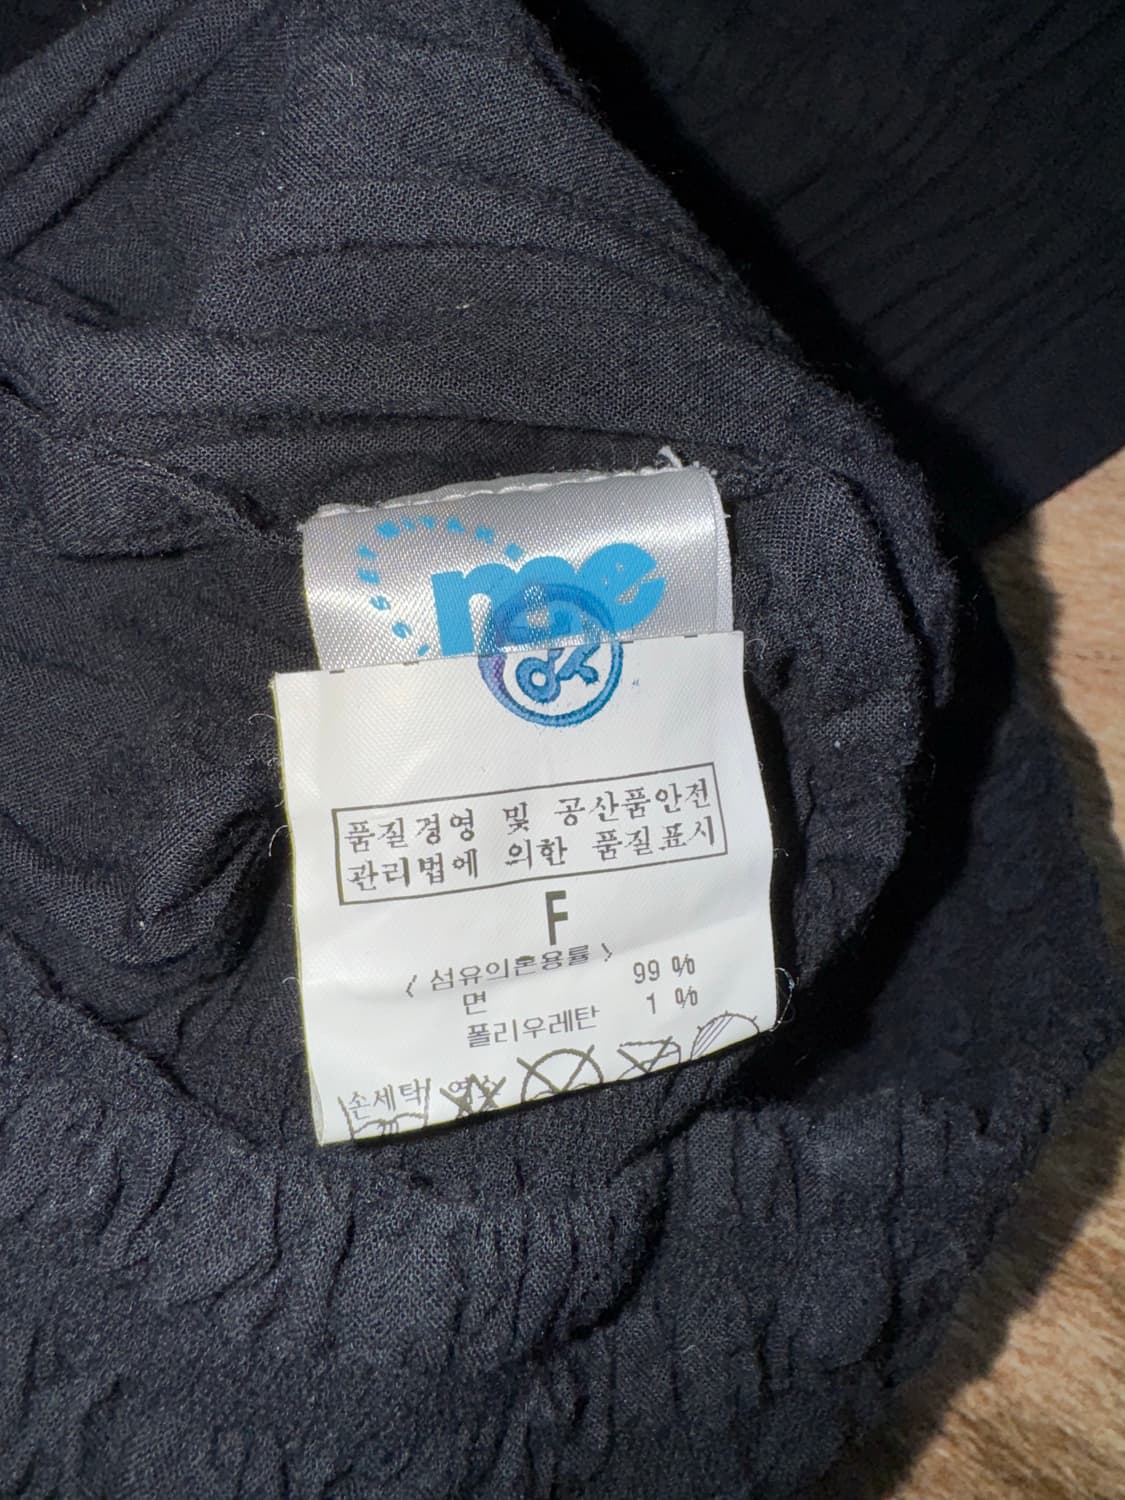 me
품질경영 및 공산품안전
관리법에 의한 품질표시
F
< 섬유의혼용률 >
면 99 %
폴리우레탄 1 %
손세탁